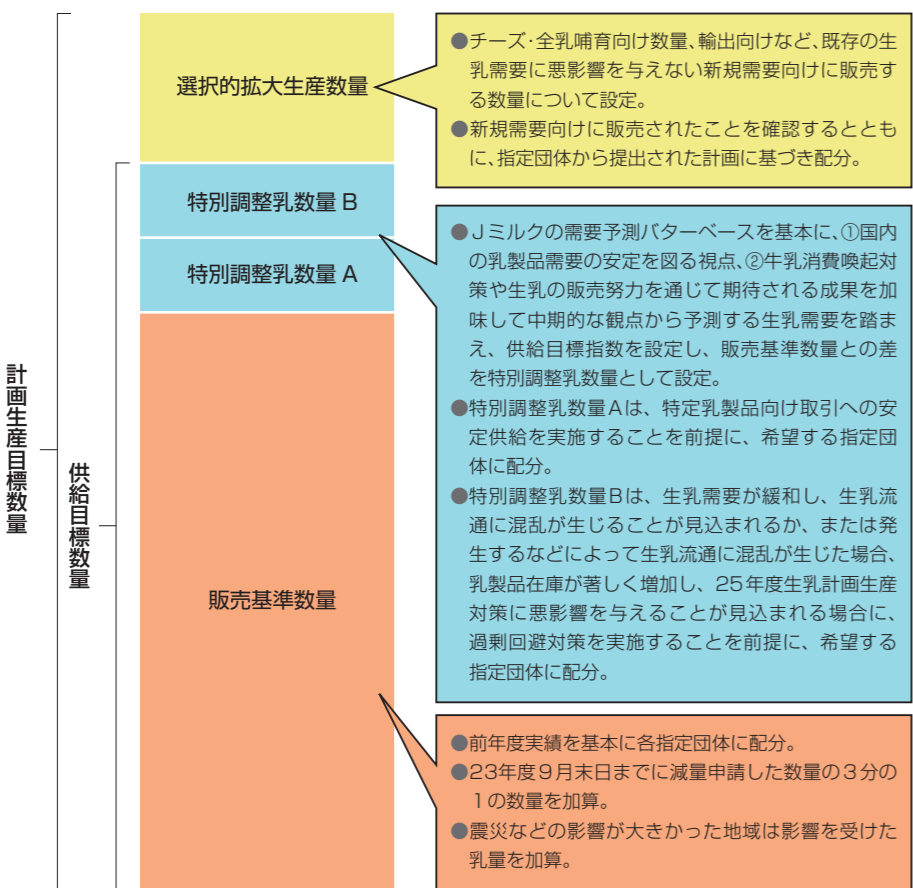 計画生産目標数量
供給目標数量
選択的拡大生産数量
特別調整乳数量 B
特別調整乳数量 A
販売基準数量
●チーズ・全乳哺育向け数量、輸出向けなど、既存の生
乳需要に悪影響を与えない新規需要向けに販売す
る数量について設定。
●新規需要向けに販売されたことを確認するととも
に、指定団体から提出された計画に基づき配分。
●Jミルクの需要予測バターベースを基本に、①国内
の乳製品需要の安定を図る視点、②牛乳消費喚起対
策や生乳の販売努力を通じて期待される成果を加
味して中期的な観点から予測する生乳需要を踏ま
え、供給目標指数を設定し、販売基準数量との差
を特別調整乳数量として設定。
●特別調整乳数量Aは、特定乳製品向け取引への安
定供給を実施することを前提に、希望する指定団
体に配分。
●特別調整乳数量Bは、生乳需要が緩和し、生乳流
通に混乱が生じることが見込まれるか、または発
生するなどによって生乳流通に混乱が生じた場合、
乳製品在庫が著しく増加し、25年度生乳計画生産
対策に悪影響を与えることが見込まれる場合に、
過剰回避対策を実施することを前提に、希望する
指定団体に配分。
●前年度実績を基本に各指定団体に配分。
●23年度９月末日までに減量申請した数量の３分の
１の数量を加算。
●震災などの影響が大きかった地域は影響を受けた
乳量を加算。